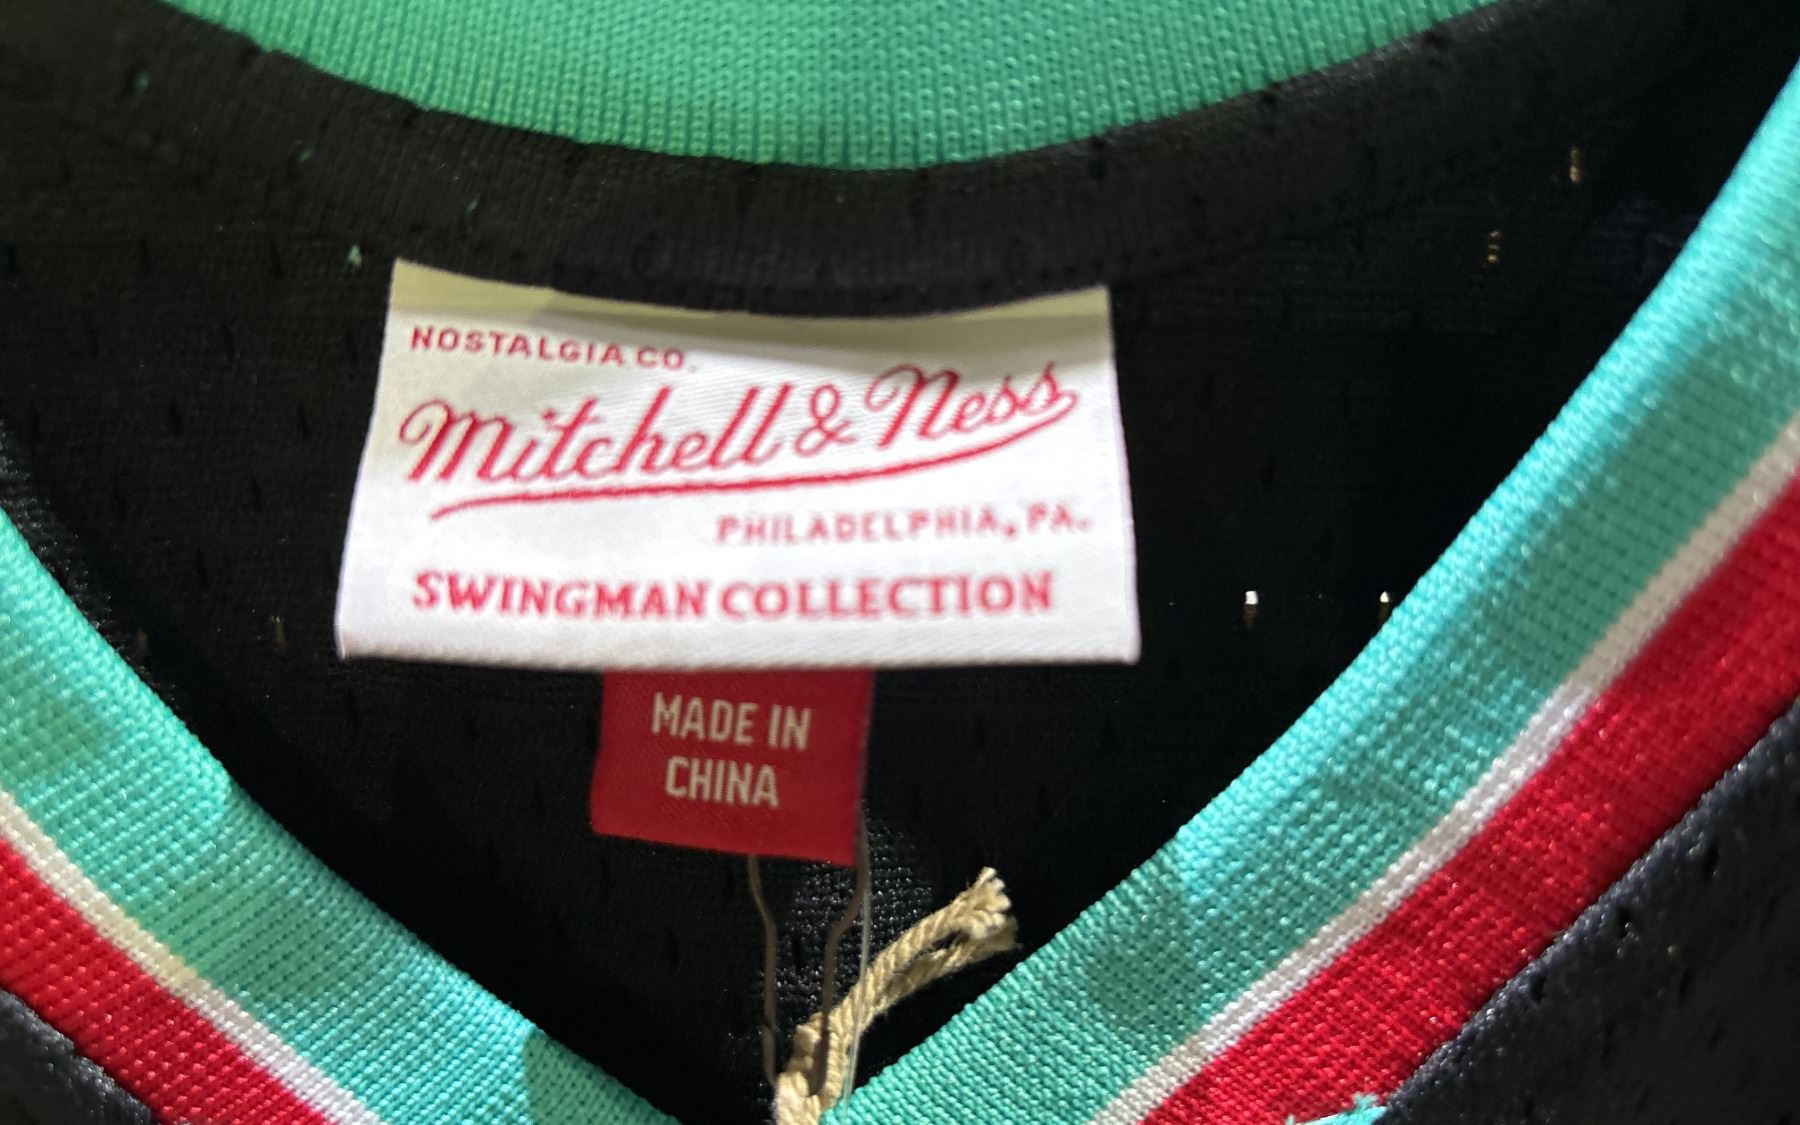 NOSTALGIA CO.
Mitchell & Ness
PHILADELPHIA, PA.
SWINGMAN COLLECTION
MADE IN
CHINA